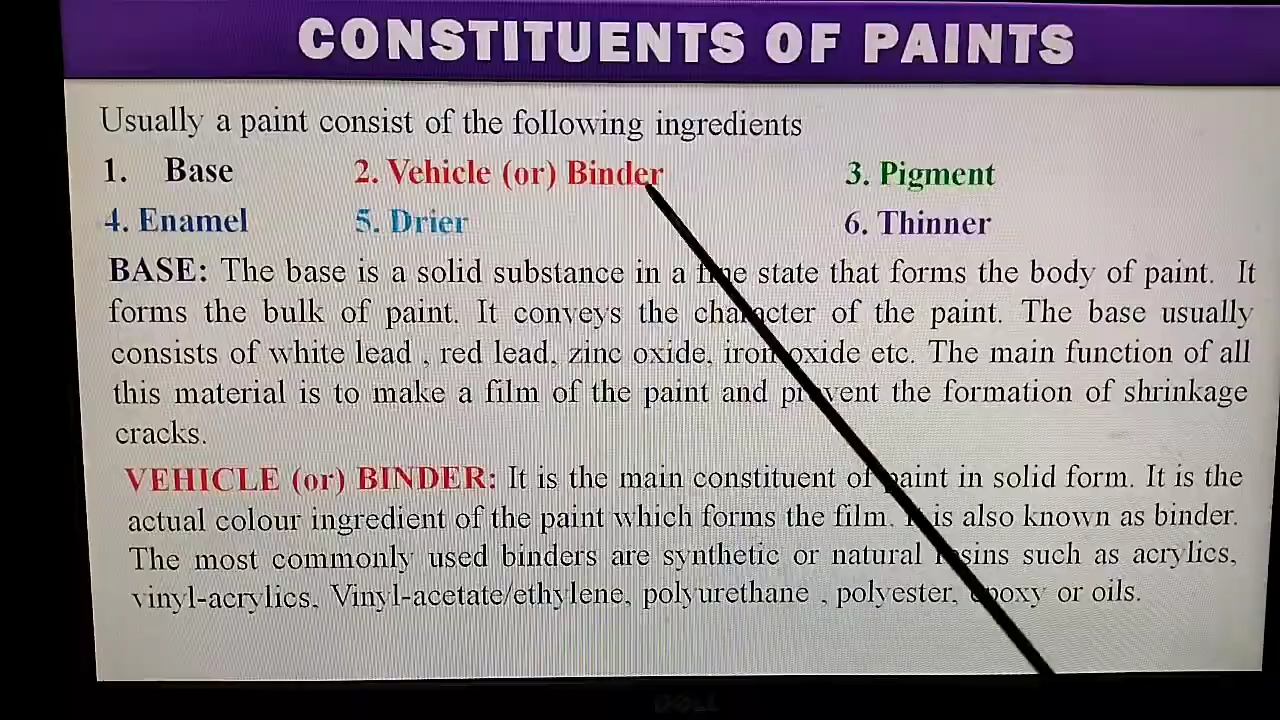 CONSTITUENTS OF PAINTS
Usually a paint consist of the following ingredients
1. Base 2. Vehicle (or) Binder 3. Pigment
4. Enamel 5. Drier 6. Thinner
BASE: The base is a solid substance in a fine state that forms the body of paint. It
forms the bulk of paint. It conveys the character of the paint. The base usually
consists of white lead , red lead, zinc oxide, iron oxide etc. The main function of all
this material is to make a film of the paint and prevent the formation of shrinkage
cracks.
VEHICLE (or) BINDER: It is the main constituent of paint in solid form. It is the
actual colour ingredient of the paint which forms the film. It is also known as binder.
The most commonly used binders are synthetic or natural resins such as acrylics,
vinyl-acrylics, Vinyl-acetate/ethylene, polyurethane , polyester, epoxy or oils.
DELL